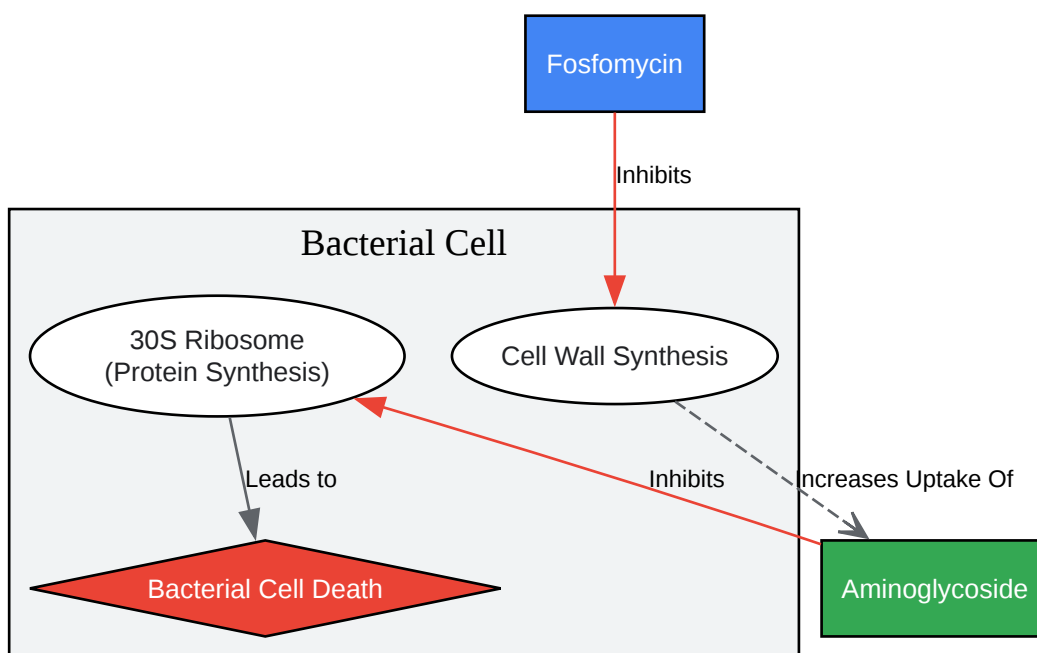 Fosfomycin
Inhibits
Bacterial Cell
30S Ribosome
(Protein Synthesis)
Cell Wall Synthesis
Leads to
Inhibits
Increases Uptake Of
Bacterial Cell Death
Aminoglycoside